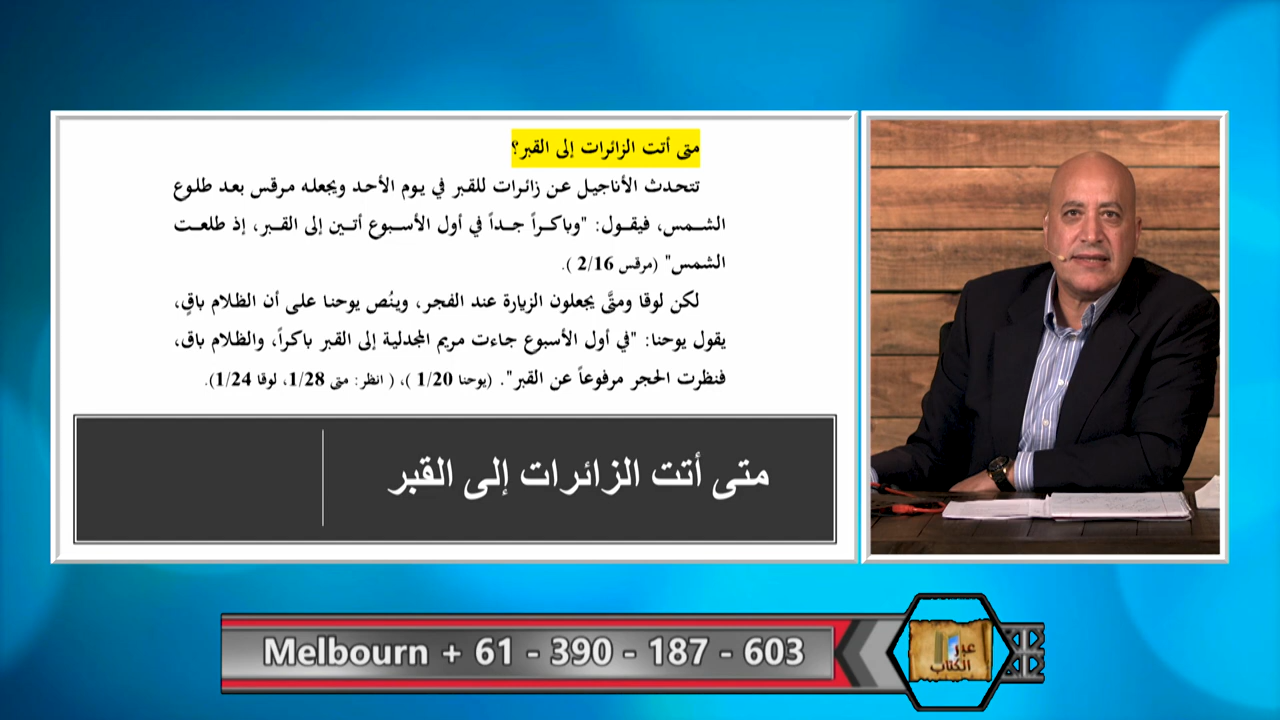 متى أتت الزائرات إلى القبر؟
تتحدث الأناجيل عن زائرات للقبر في يوم الأحد ويجعله مرقس بعد طلوع
الشمس، فيقول: "وباكراً جداً في أول الأسبوع أتين إلى القبر، إذ طلعت
الشمس" (مرقس 2/16 ).
لكن لوقا ومتَّى يجعلون الزيارة عند الفجر، وينُص يوحنا على أن الظلام باقٍ،
يقول يوحنا: "في أول الأسبوع جاءت مريم المجدلية إلى القبر باكراً، والظلام باق،
فنظرت الحجر مرفوعاً عن القبر". (يوحنا 1/20 )، ( انظر: متى 1/28، لوقا 1/24).
متى أتت الزائرات إلى القبر
Melbourn + 61 - 390 - 187 - 603
عبر
الكتاب